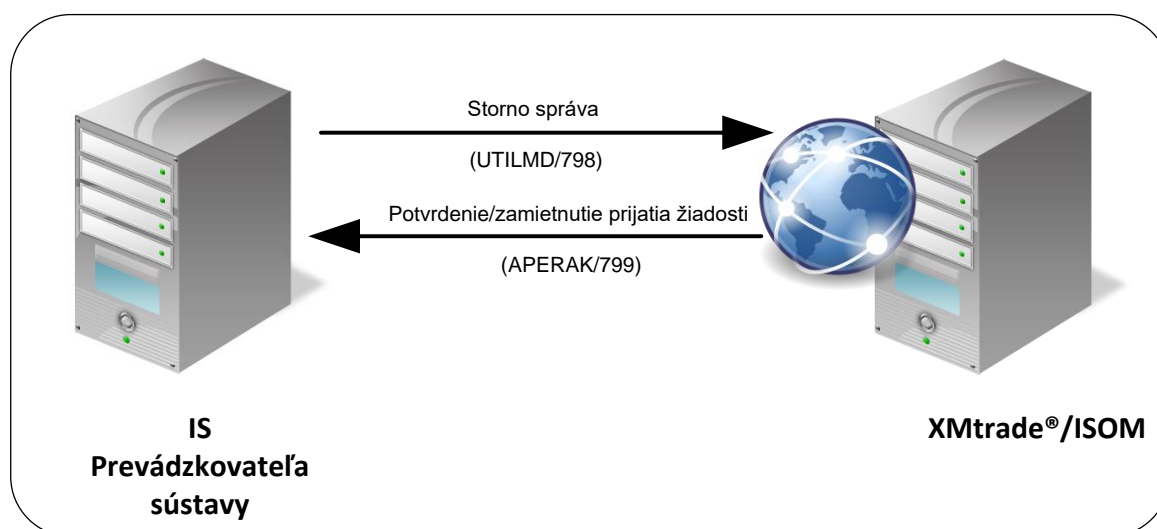 Storno správa
(UTILMD/798)
Potvrdenie/zamietnutie prijatia žiadosti
(APERAK/799)
IS
Prevádzkovateľa
sústavy
XMtrade®/ISOM